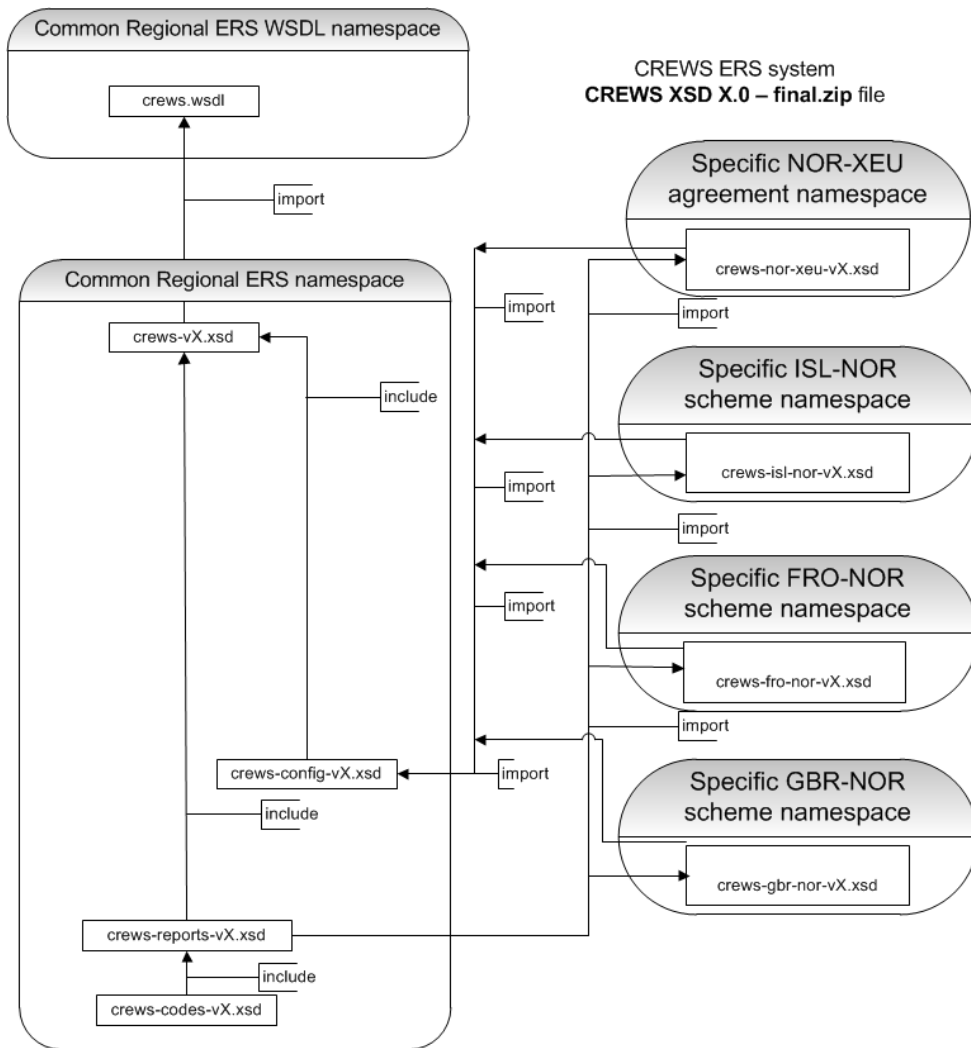 Common Regional ERS WSDL namespace
crews.wsdl
import
CREWS ERS system
CREWS XSD X.0 – final.zip file
Common Regional ERS namespace
crews-vX.xsd
include
crews-config-vX.xsd
include
crews-reports-vX.xsd
include
crews-codes-vX.xsd
import
import
import
import
Specific NOR-XEU
agreement namespace
crews-nor-xeu-vX.xsd
import
Specific ISL-NOR
scheme namespace
crews-isl-nor-vX.xsd
import
Specific FRO-NOR
scheme namespace
crews-fro-nor-vX.xsd
import
Specific GBR-NOR
scheme namespace
crews-gbr-nor-vX.xsd